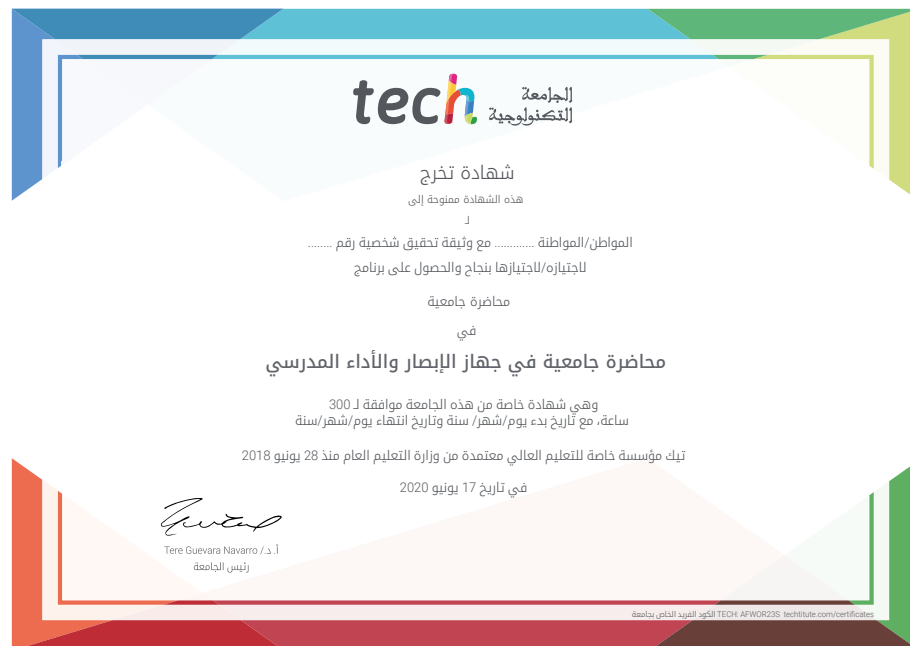 tech الجامعة
التكنولوجية
شهادة تخرج
هذه الشهادة ممنوحة إلى
لـ
المواطن/المواطنة ............ مع وثيقة تحقيق شخصية رقم ........
لاجتيازه/لاجتيازها بنجاح والحصول على برنامج
محاضرة جامعية
في
محاضرة جامعية في جهاز الإبصار والأداء المدرسي
وهي شهادة خاصة من هذه الجامعة موافقة لـ 300
ساعة، مع تاريخ بدء يوم/شهر/ سنة وتاريخ انتهاء يوم/شهر/سنة
تيك مؤسسة خاصة للتعليم العالي معتمدة من وزارة التعليم العام منذ 28 يونيو 2018
في تاريخ 17 يونيو 2020
أ.د./ Tere Guevara Navarro
رئيس الجامعة
الكود الفريد الخاص بجامعة TECH: AFWOR23S techtitute.com/certificates